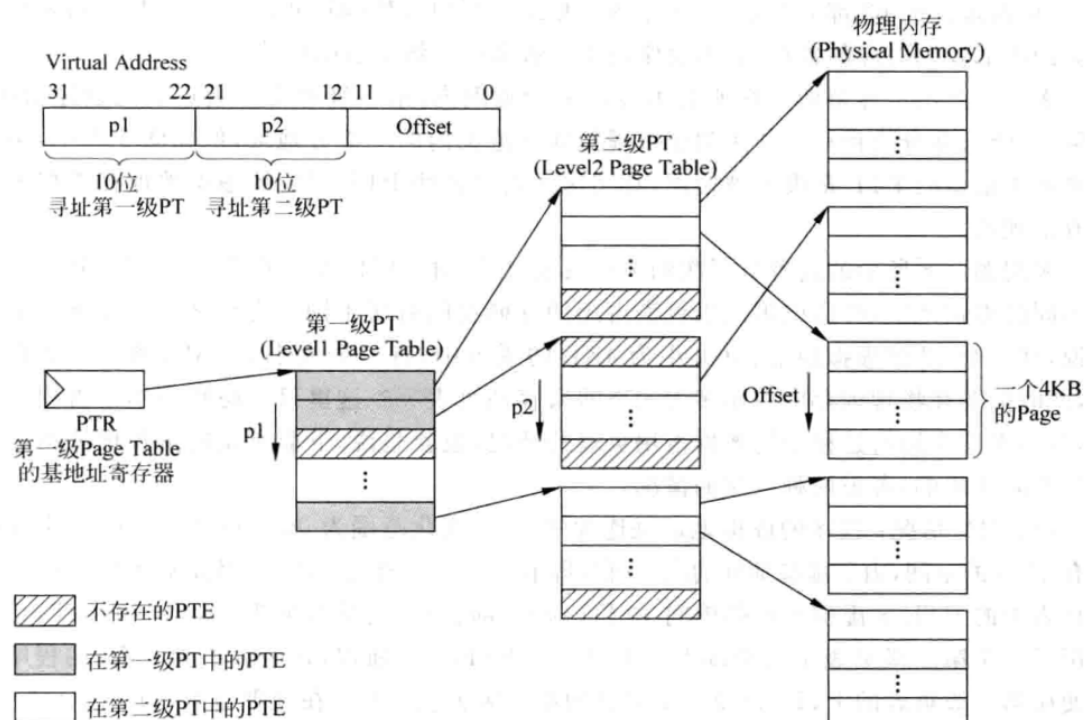 物理内存
(Physical Memory)
Virtual Address
31 22 21 12 11 0
p1 p2 Offset
10位 10位
寻址第一级PT 寻址第二级PT
第二级PT
(Level2 Page Table)
第一级PT
(Level1 Page Table)
PTR
第一级Page Table
的基地址寄存器
p1
p2
Offset
一个4KB
的Page
不存在的PTE
在第一级PT中的PTE
在第二级PT中的PTE